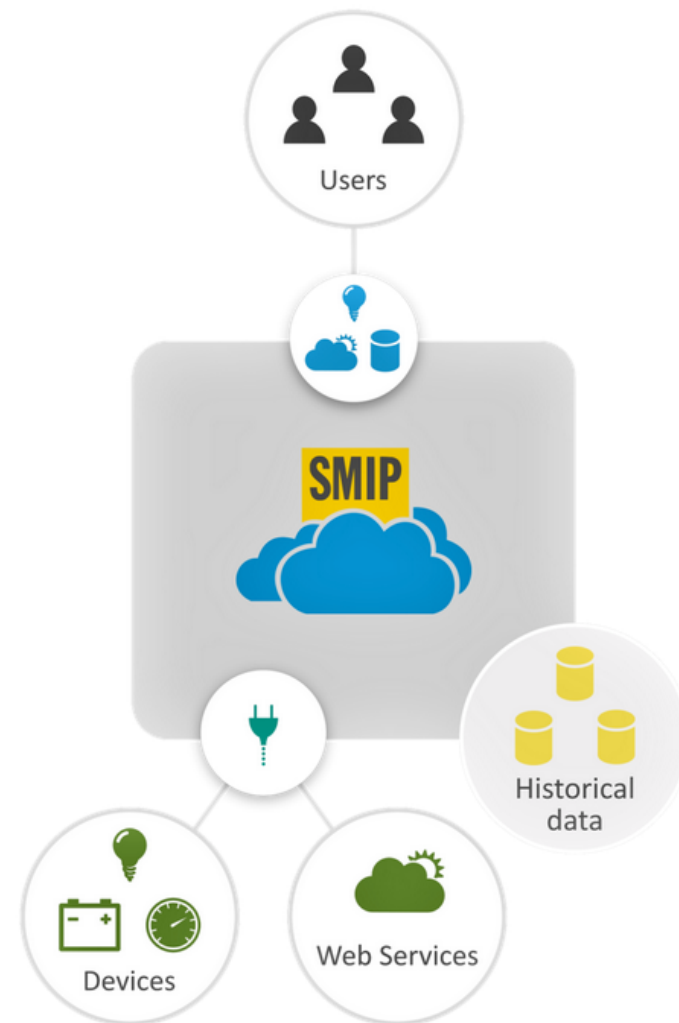 Users
SMIP
Historical
data
Devices
Web Services